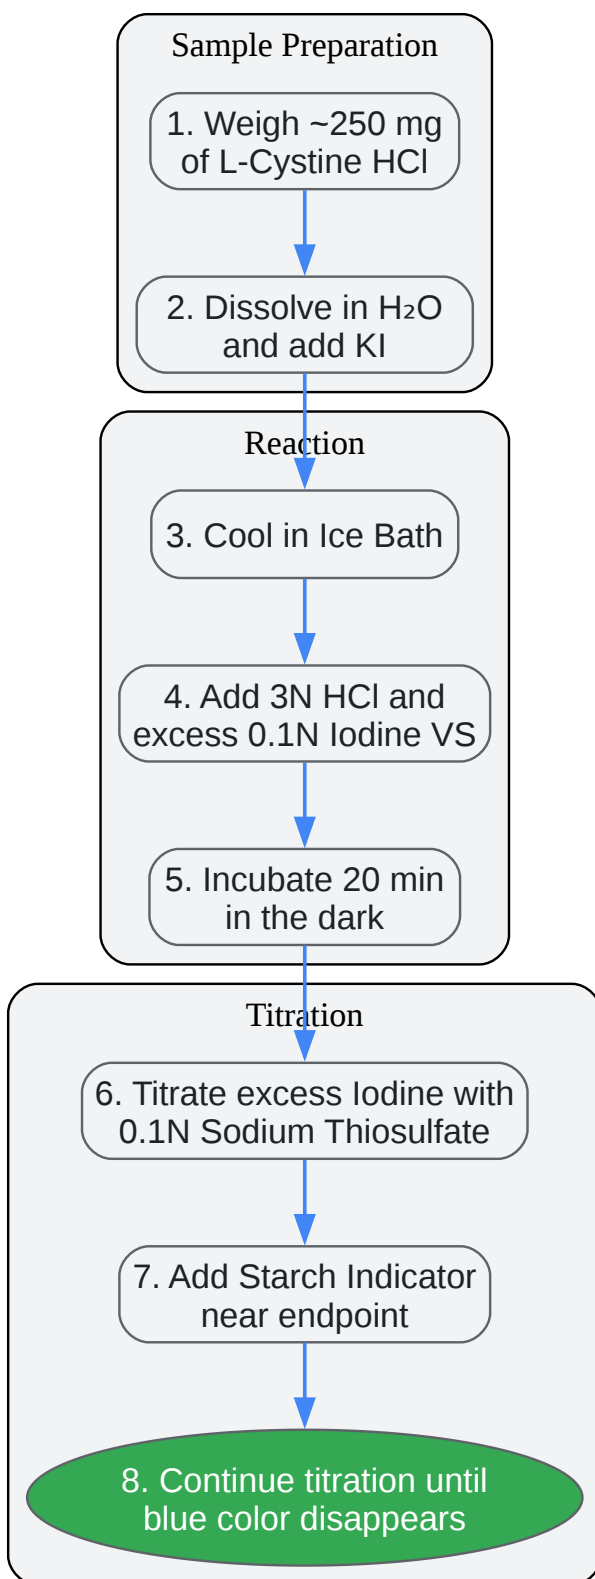 Sample Preparation
1. Weigh ~250 mg
of L-Cystine HCl
2. Dissolve in H₂O
and add KI
Reaction
3. Cool in Ice Bath
4. Add 3N HCl and
excess 0.1N Iodine VS
5. Incubate 20 min
in the dark
Titration
6. Titrate excess Iodine with
0.1N Sodium Thiosulfate
7. Add Starch Indicator
near endpoint
8. Continue titration until
blue color disappears